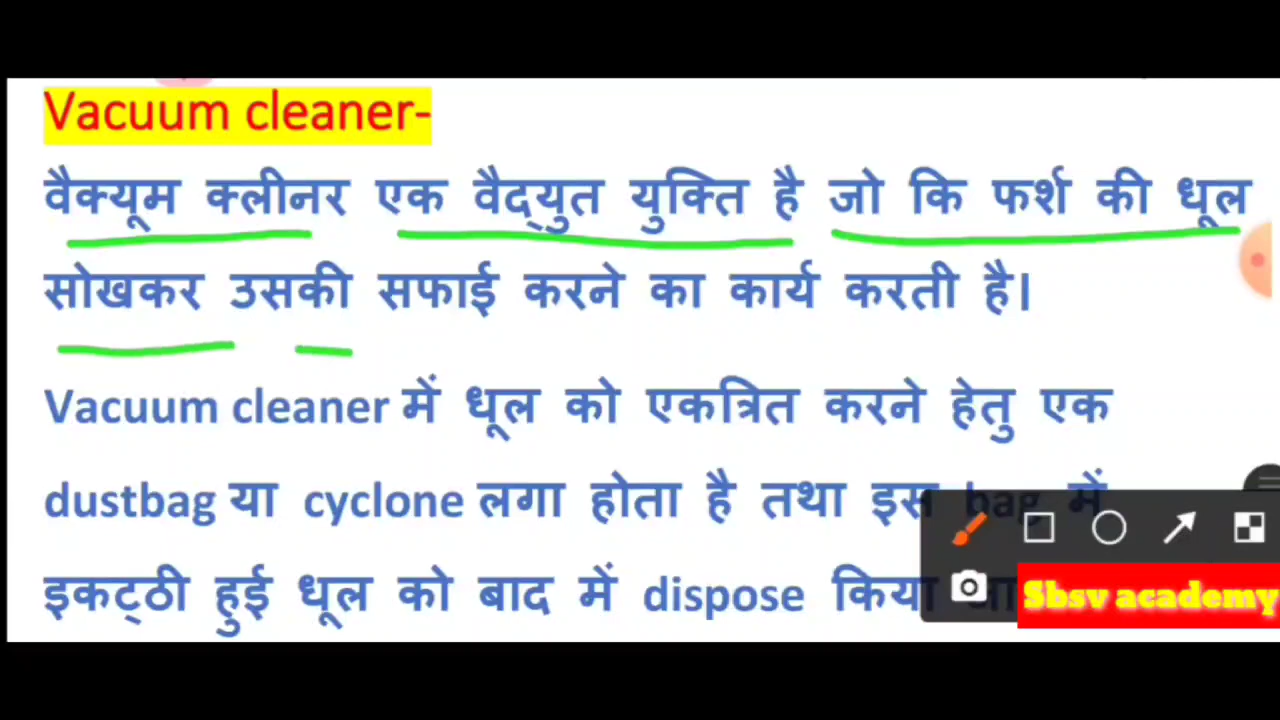 Vacuum cleaner-
वैक्यूम क्लीनर एक वैद्युत युक्ति है जो कि फर्श की धूल
सोखकर उसकी सफाई करने का कार्य करती है।
Vacuum cleaner में धूल को एकत्रित करने हेतु एक
dustbag या cyclone लगा होता है तथा इस bag में
इकट्ठी हुई धूल को बाद में dispose किया
Sbsv academy